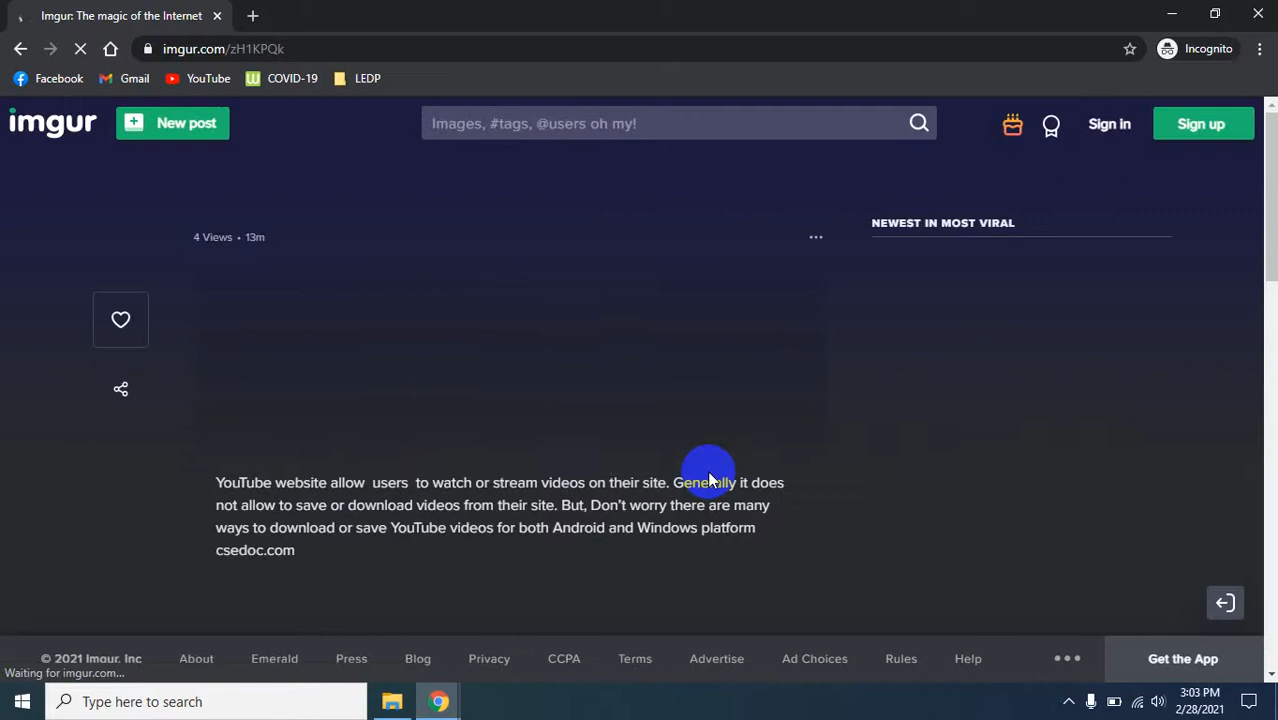 Imgur: The magic of the Internet
imgur.com/zH1KPQk
Incognito
Facebook
Gmail
YouTube
COVID-19
LEDP
imgur
New post
Images, #tags, @users oh my!
Sign in
Sign up
4 Views • 13m
NEWEST IN MOST VIRAL
YouTube website allow users to watch or stream videos on their site. Generally it does
not allow to save or download videos from their site. But, Don't worry there are many
ways to download or save YouTube videos for both Android and Windows platform
csedoc.com
© 2021 Imgur, Inc
About
Emerald
Press
Blog
Privacy
CCPA
Terms
Advertise
Ad Choices
Rules
Help
Get the App
Waiting for imgur.com...
Type here to search
3:03 PM
2/28/2021